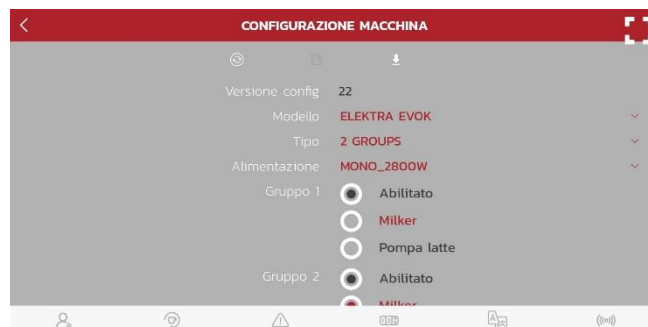 CONFIGURAZIONE MACCHINA
Versione config 22
Modello ELEKTRA EVOK
Tipo 2 GROUPS
Alimentazione MONO_2800W
Gruppo 1 Abilitato
Milker
Pompa latte
Gruppo 2 Abilitato
Milker